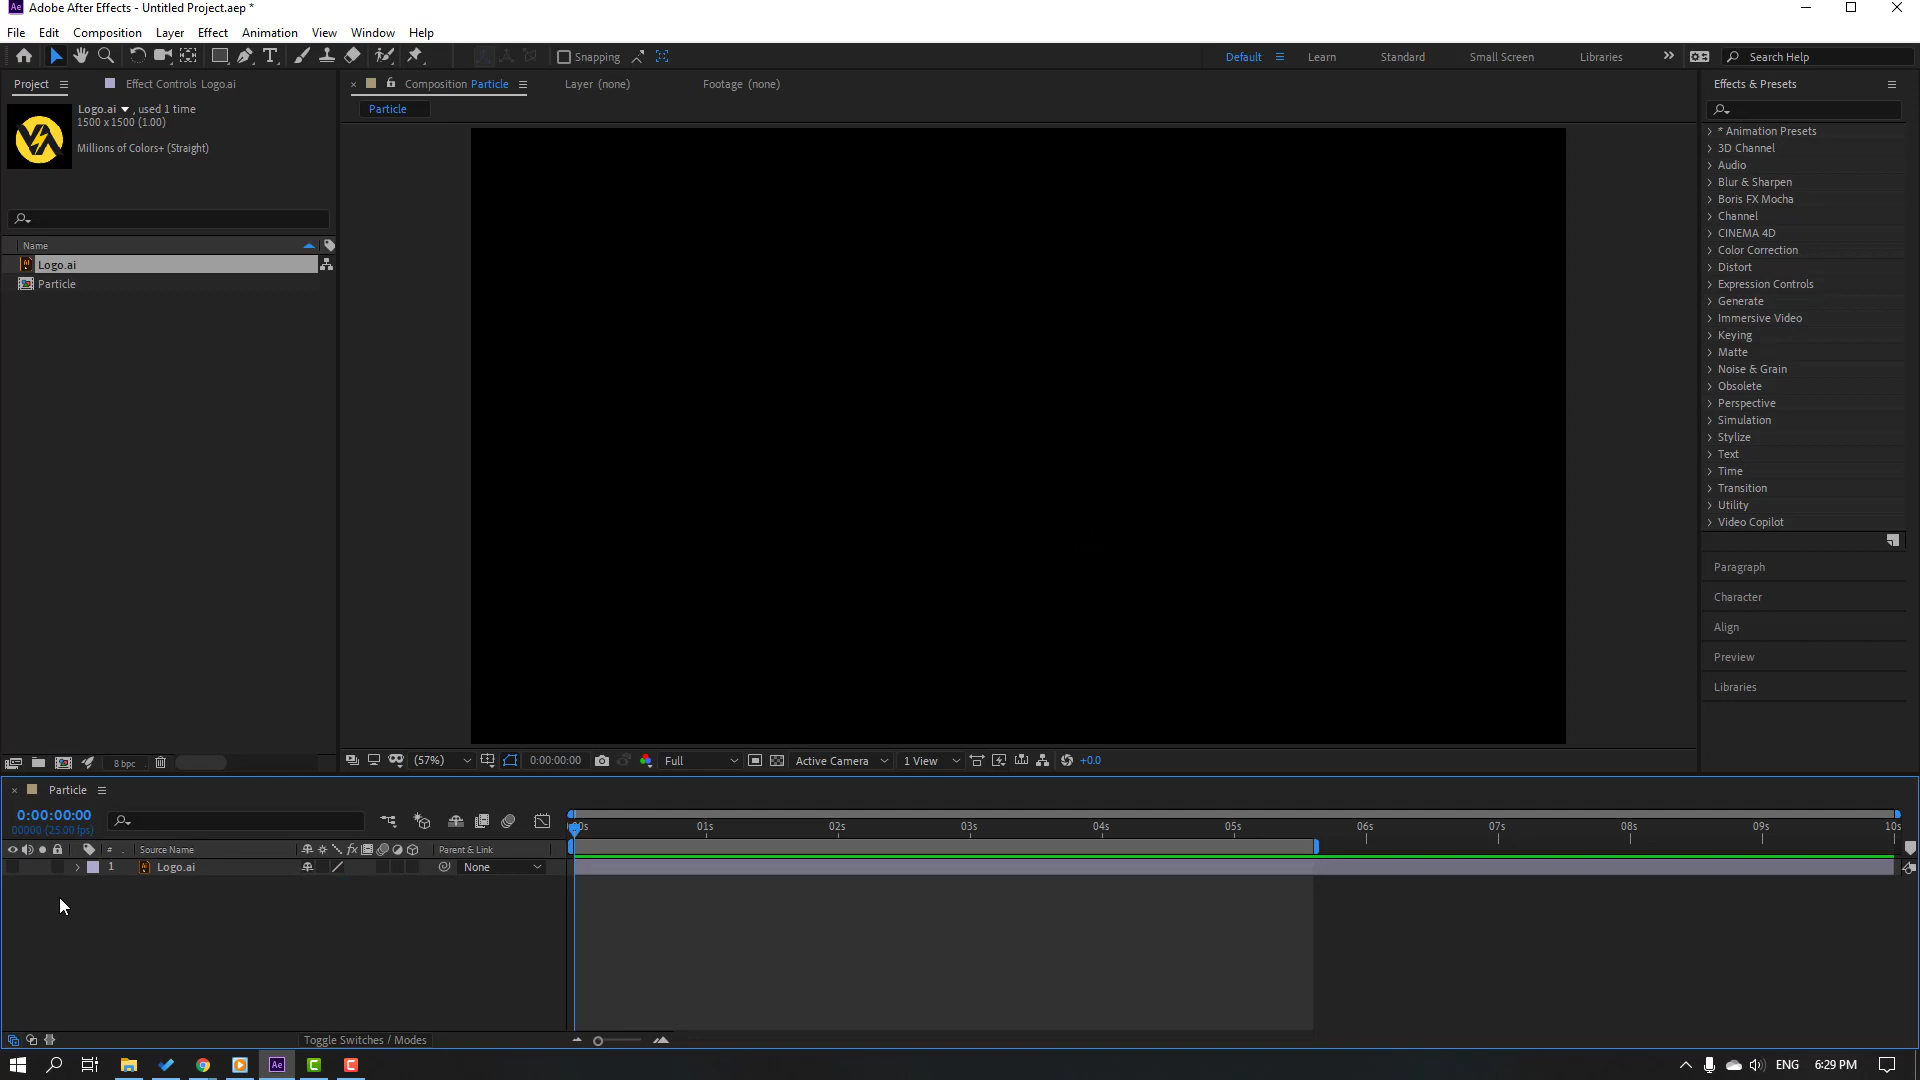 Adobe After Effects - Untitled Project.aep *
File Edit Composition Layer Effect Animation View Window Help
Snapping
Default Learn Standard Small Screen Libraries
Search Help
Project
Effect Controls Logo.ai
Logo.ai , used 1 time
1500 x 1500 (1.00)
Millions of Colors+ (Straight)
Name
Logo.ai
Particle
8 bpc
Composition Particle
Layer (none)
Footage (none)
Particle
(57%)
0:00:00:00
Full
Active Camera
1 View
+0.0
Effects & Presets
* Animation Presets
3D Channel
Audio
Blur & Sharpen
Boris FX Mocha
Channel
CINEMA 4D
Color Correction
Distort
Expression Controls
Generate
Immersive Video
Keying
Matte
Noise & Grain
Obsolete
Perspective
Simulation
Stylize
Text
Time
Transition
Utility
Video Copilot
Paragraph
Character
Align
Preview
Libraries
Particle
0:00:00:00
00000 (25.00 fps)
# Source Name Parent & Link
1 Logo.ai None
00s 01s 02s 03s 04s 05s 06s 07s 08s 09s 10s
Toggle Switches / Modes
ENG 6:29 PM